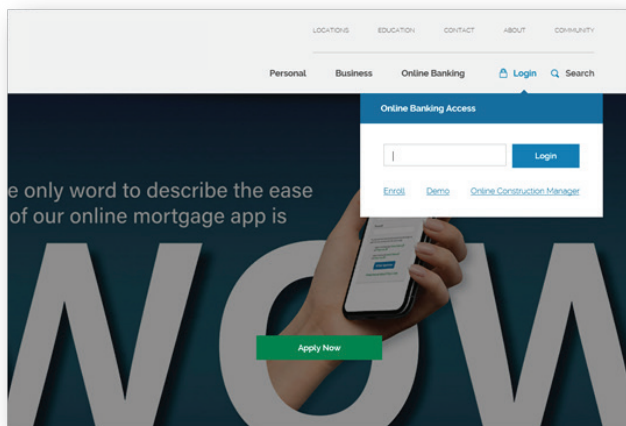 LOCATIONS EDUCATION CONTACT ABOUT COMMUNITY
Personal Business Online Banking Login Search
Online Banking Access
Login
Enroll Demo Online Construction Manager
e only word to describe the ease
of our online mortgage app is
NOW
Apply Now